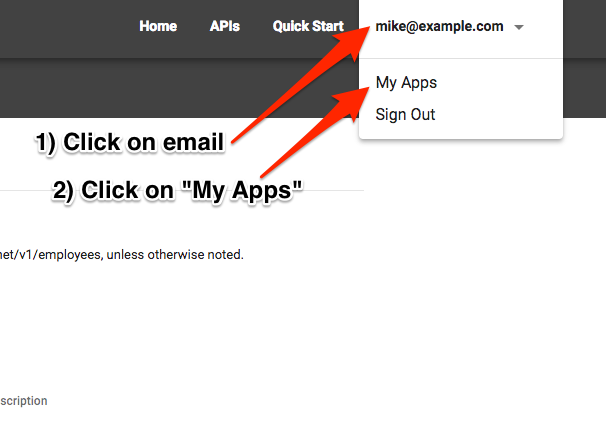 Home APIs Quick Start mike@example.com
My Apps
Sign Out
1) Click on email
2) Click on "My Apps"
net/v1/employees, unless otherwise noted.
scription